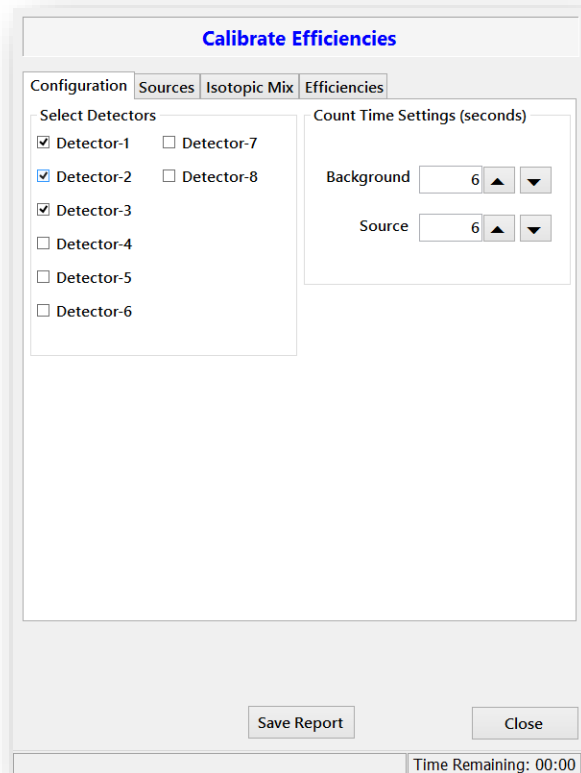 Calibrate Efficiencies
Configuration Sources Isotopic Mix Efficiencies
Select Detectors
Detector-1 Detector-7
Detector-2 Detector-8
Detector-3
Detector-4
Detector-5
Detector-6
Count Time Settings (seconds)
Background 6
Source 6
Save Report Close
Time Remaining: 00:00